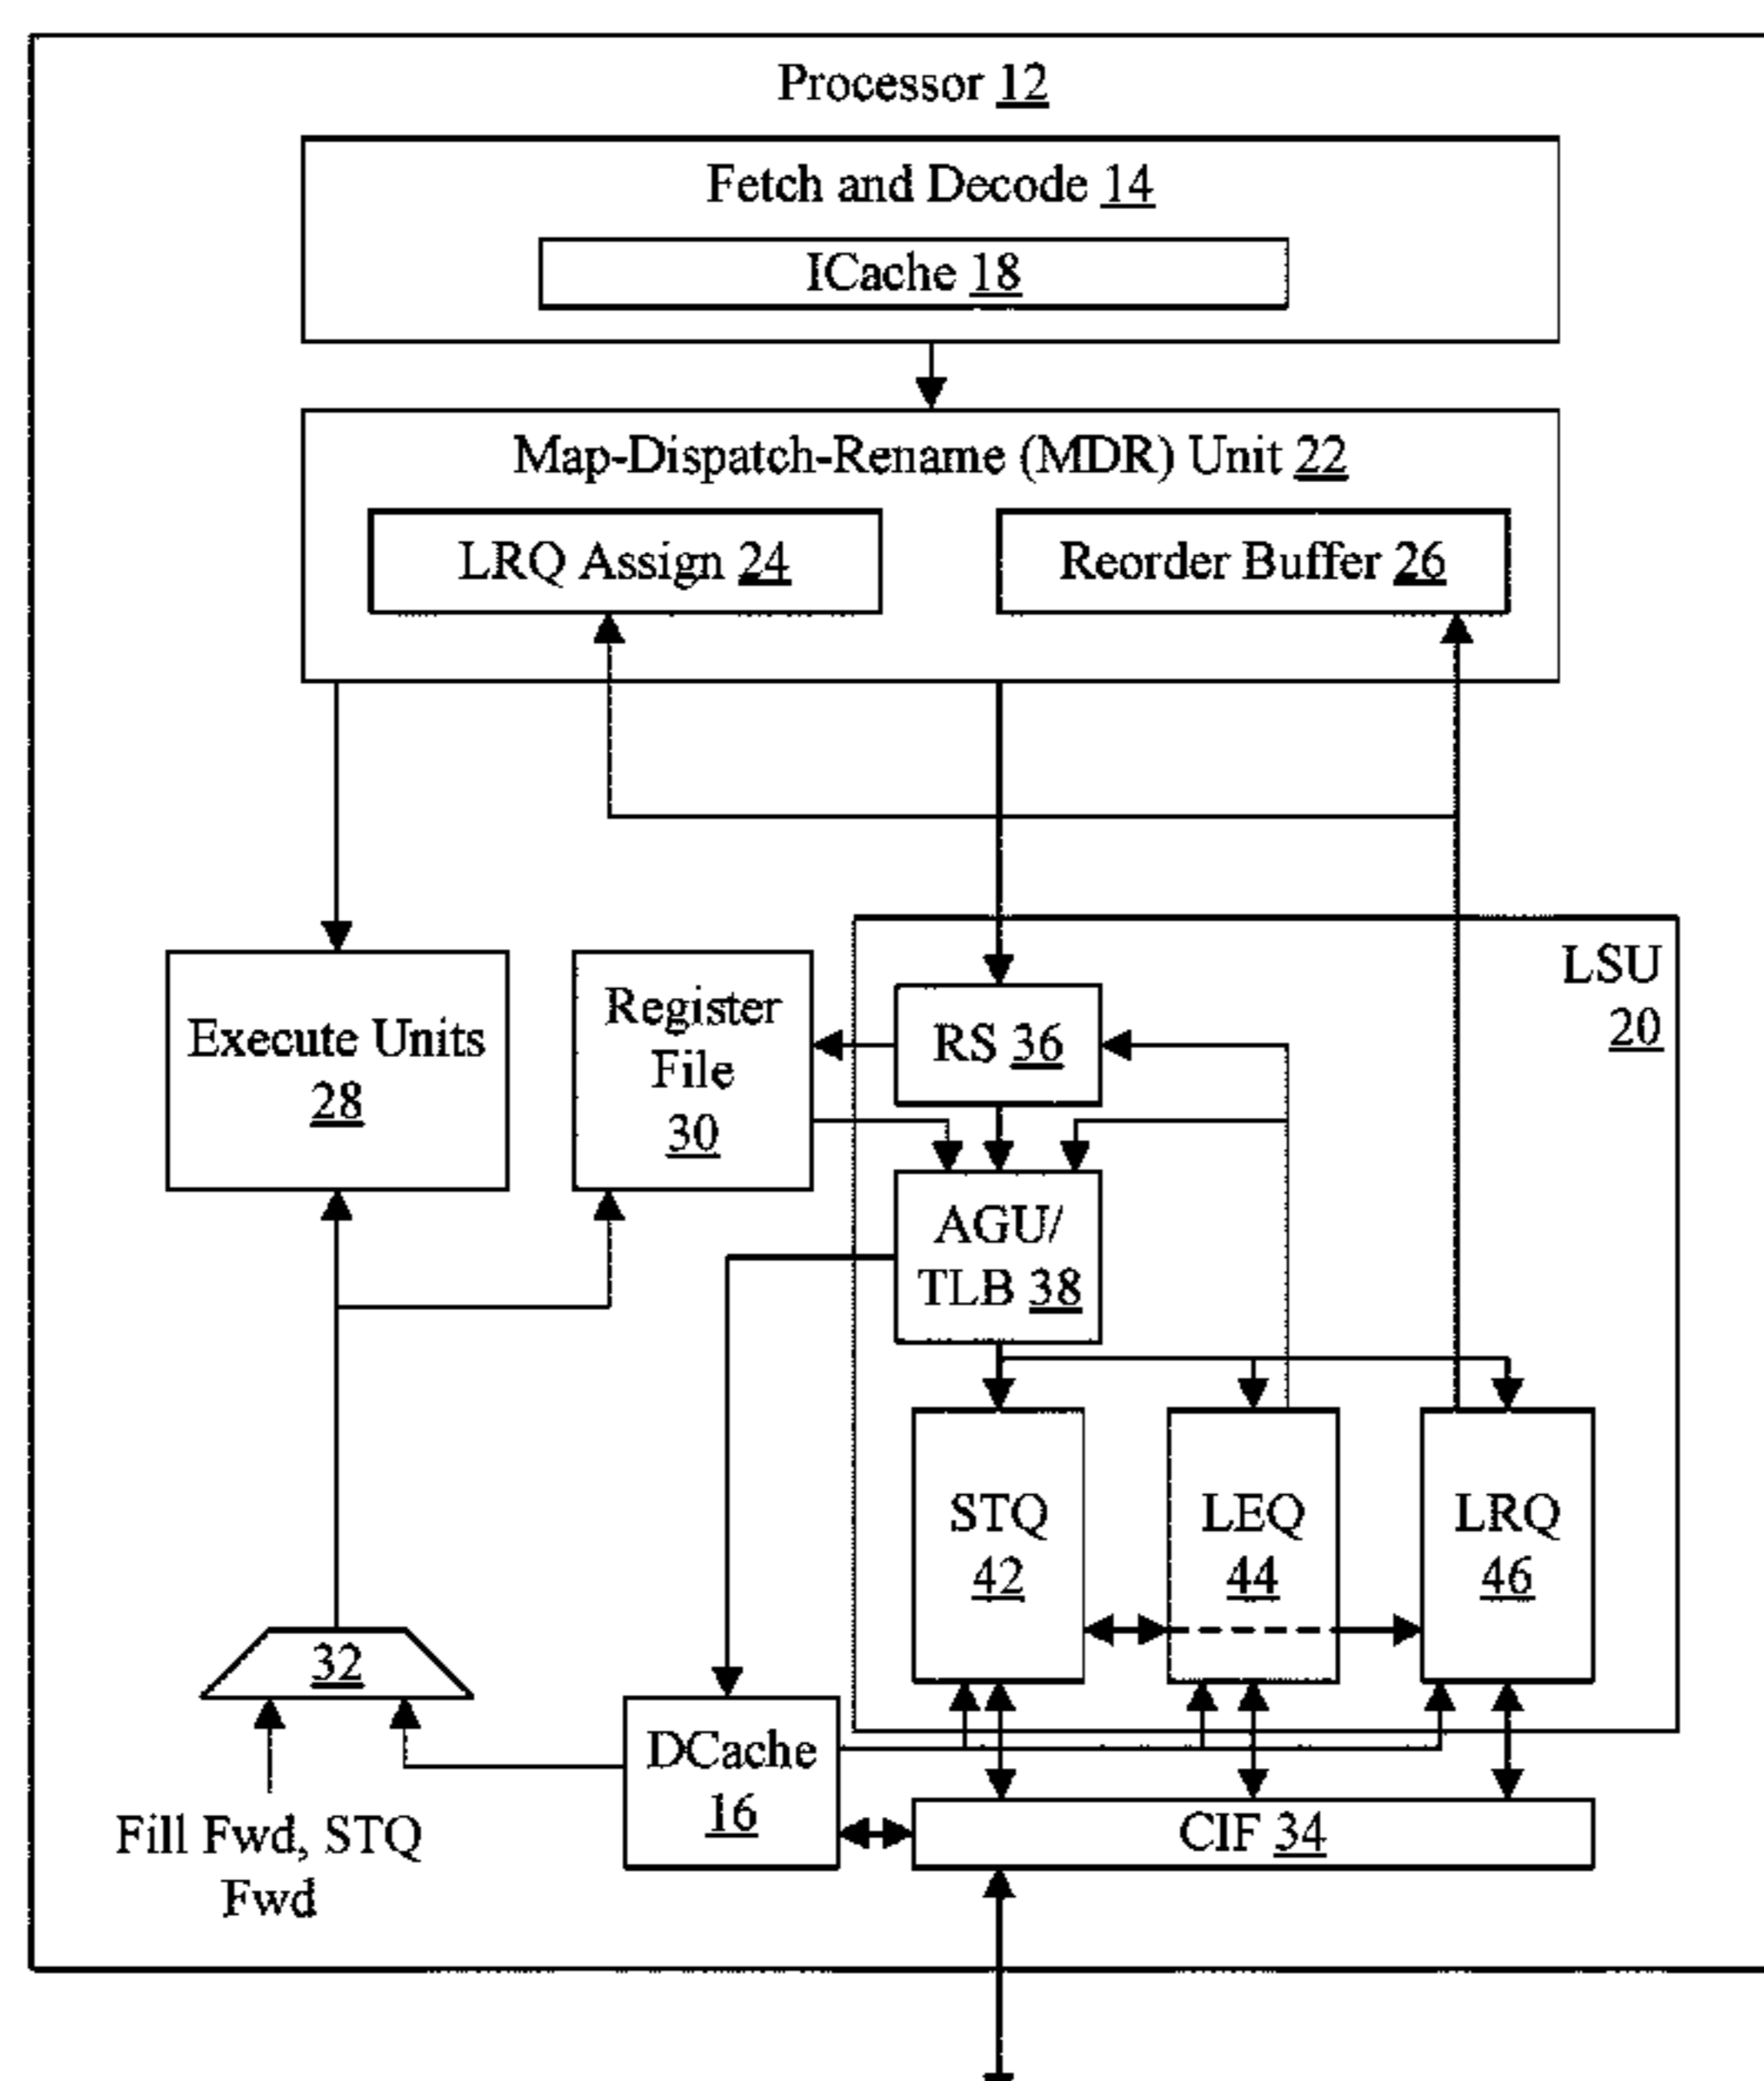 Processor 12
Fetch and Decode 14
ICache 18
Map-Dispatch-Rename (MDR) Unit 22
LRQ Assign 24
Reorder Buffer 26
LSU
20
Execute Units
28
Register
File
30
RS 36
AGU/
TLB 38
STQ
42
LEQ
44
LRQ
46
32
DCache
16
Fill Fwd, STQ
Fwd
CIF 34